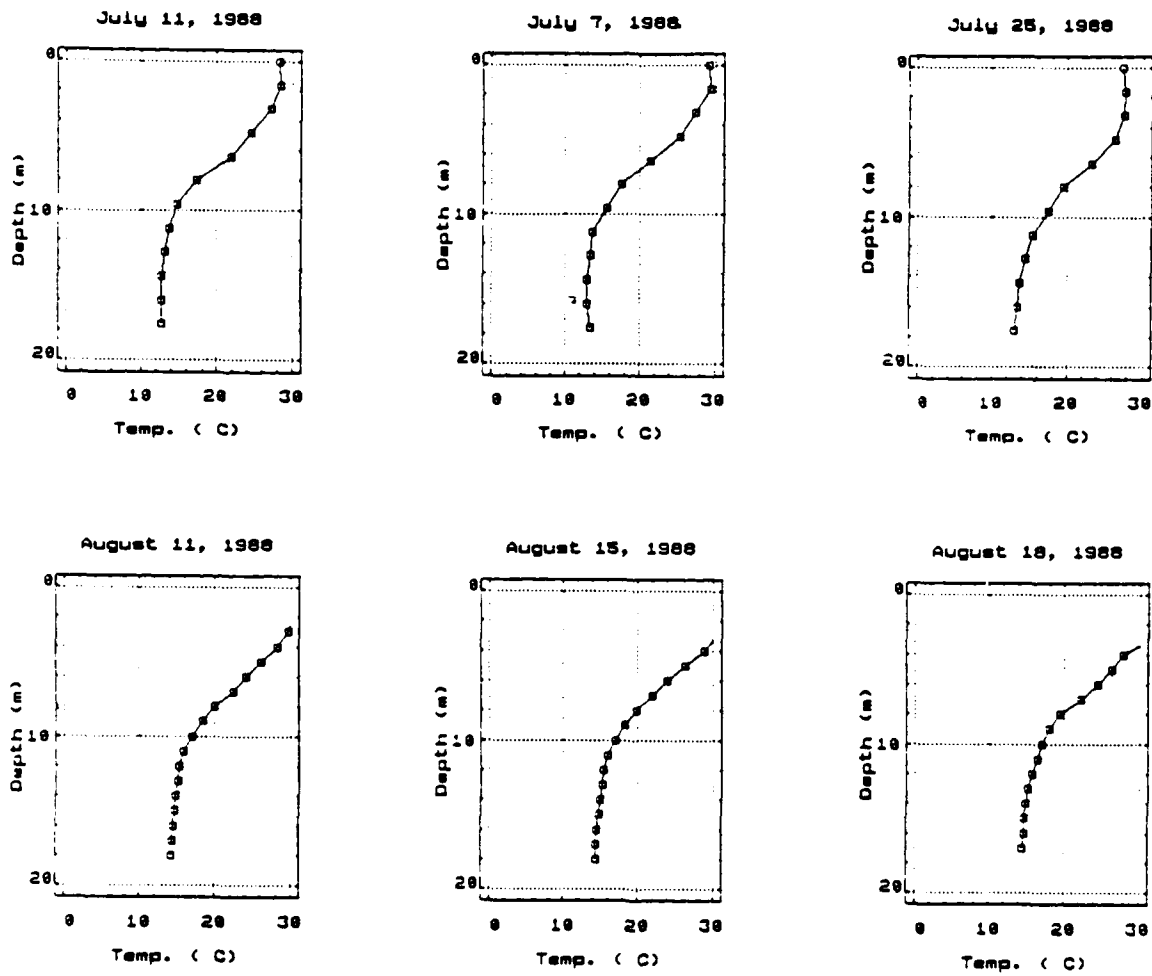 July 11, 1988
0
10
20
Depth (m)
0 10 20 30
Temp. ( C)
July 7, 1988
0
10
20
Depth (m)
0 10 20 30
Temp. ( C)
July 25, 1988
0
10
20
Depth (m)
0 10 20 30
Temp. ( C)
August 11, 1988
0
10
20
Depth (m)
0 10 20 30
Temp. ( C)
August 15, 1988
0
10
20
Depth (m)
0 10 20 30
Temp. ( C)
August 18, 1988
0
10
20
Depth (m)
0 10 20 30
Temp. ( C)